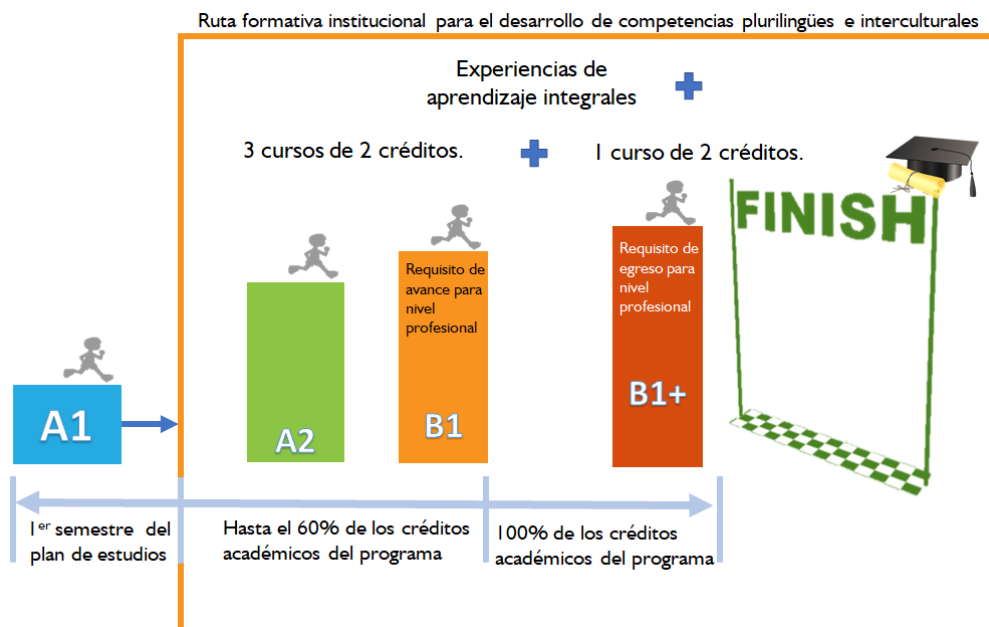 Ruta formativa institucional para el desarrollo de competencias plurilingües e interculturales
Experiencias de
aprendizaje integrales
3 cursos de 2 créditos.
1 curso de 2 créditos.
FINISH
Requisito de
avance para
nivel
profesional
Requisito de
egreso para
nivel
profesional
A1
A2
B1
B1+
1er semestre del
plan de estudios
Hasta el 60% de los créditos
académicos del programa
100% de los créditos
académicos del programa